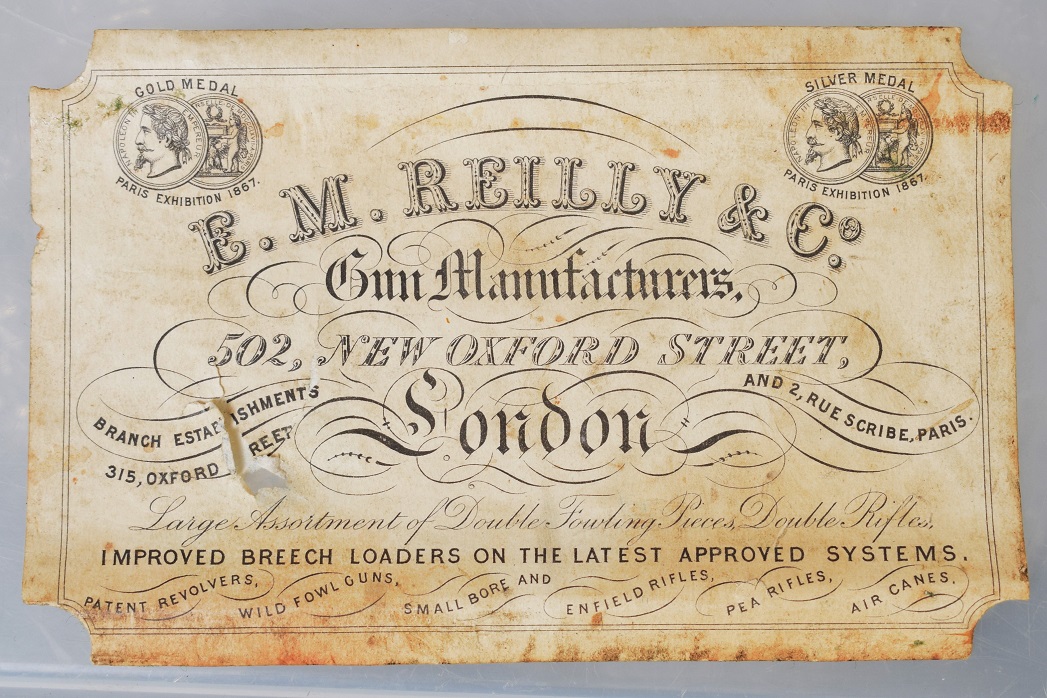 GOLD MEDAL
PARIS EXHIBITION 1867.
SILVER MEDAL
PARIS EXHIBITION 1867.
E. M. REILLY & Co.
Gun Manufacturers,
502, NEW OXFORD STREET,
London
BRANCH ESTAB ISHMENTS
315, OXFORD REET
AND 2, RUE SCRIBE, PARIS.
Large Assortment of Double Fowling Pieces, Double Rifles,
IMPROVED BREECH LOADERS ON THE LATEST APPROVED SYSTEMS.
PATENT REVOLVERS, WILD FOWL GUNS, SMALL BORE AND ENFIELD RIFLES, PEA RIFLES, AIR CANES.